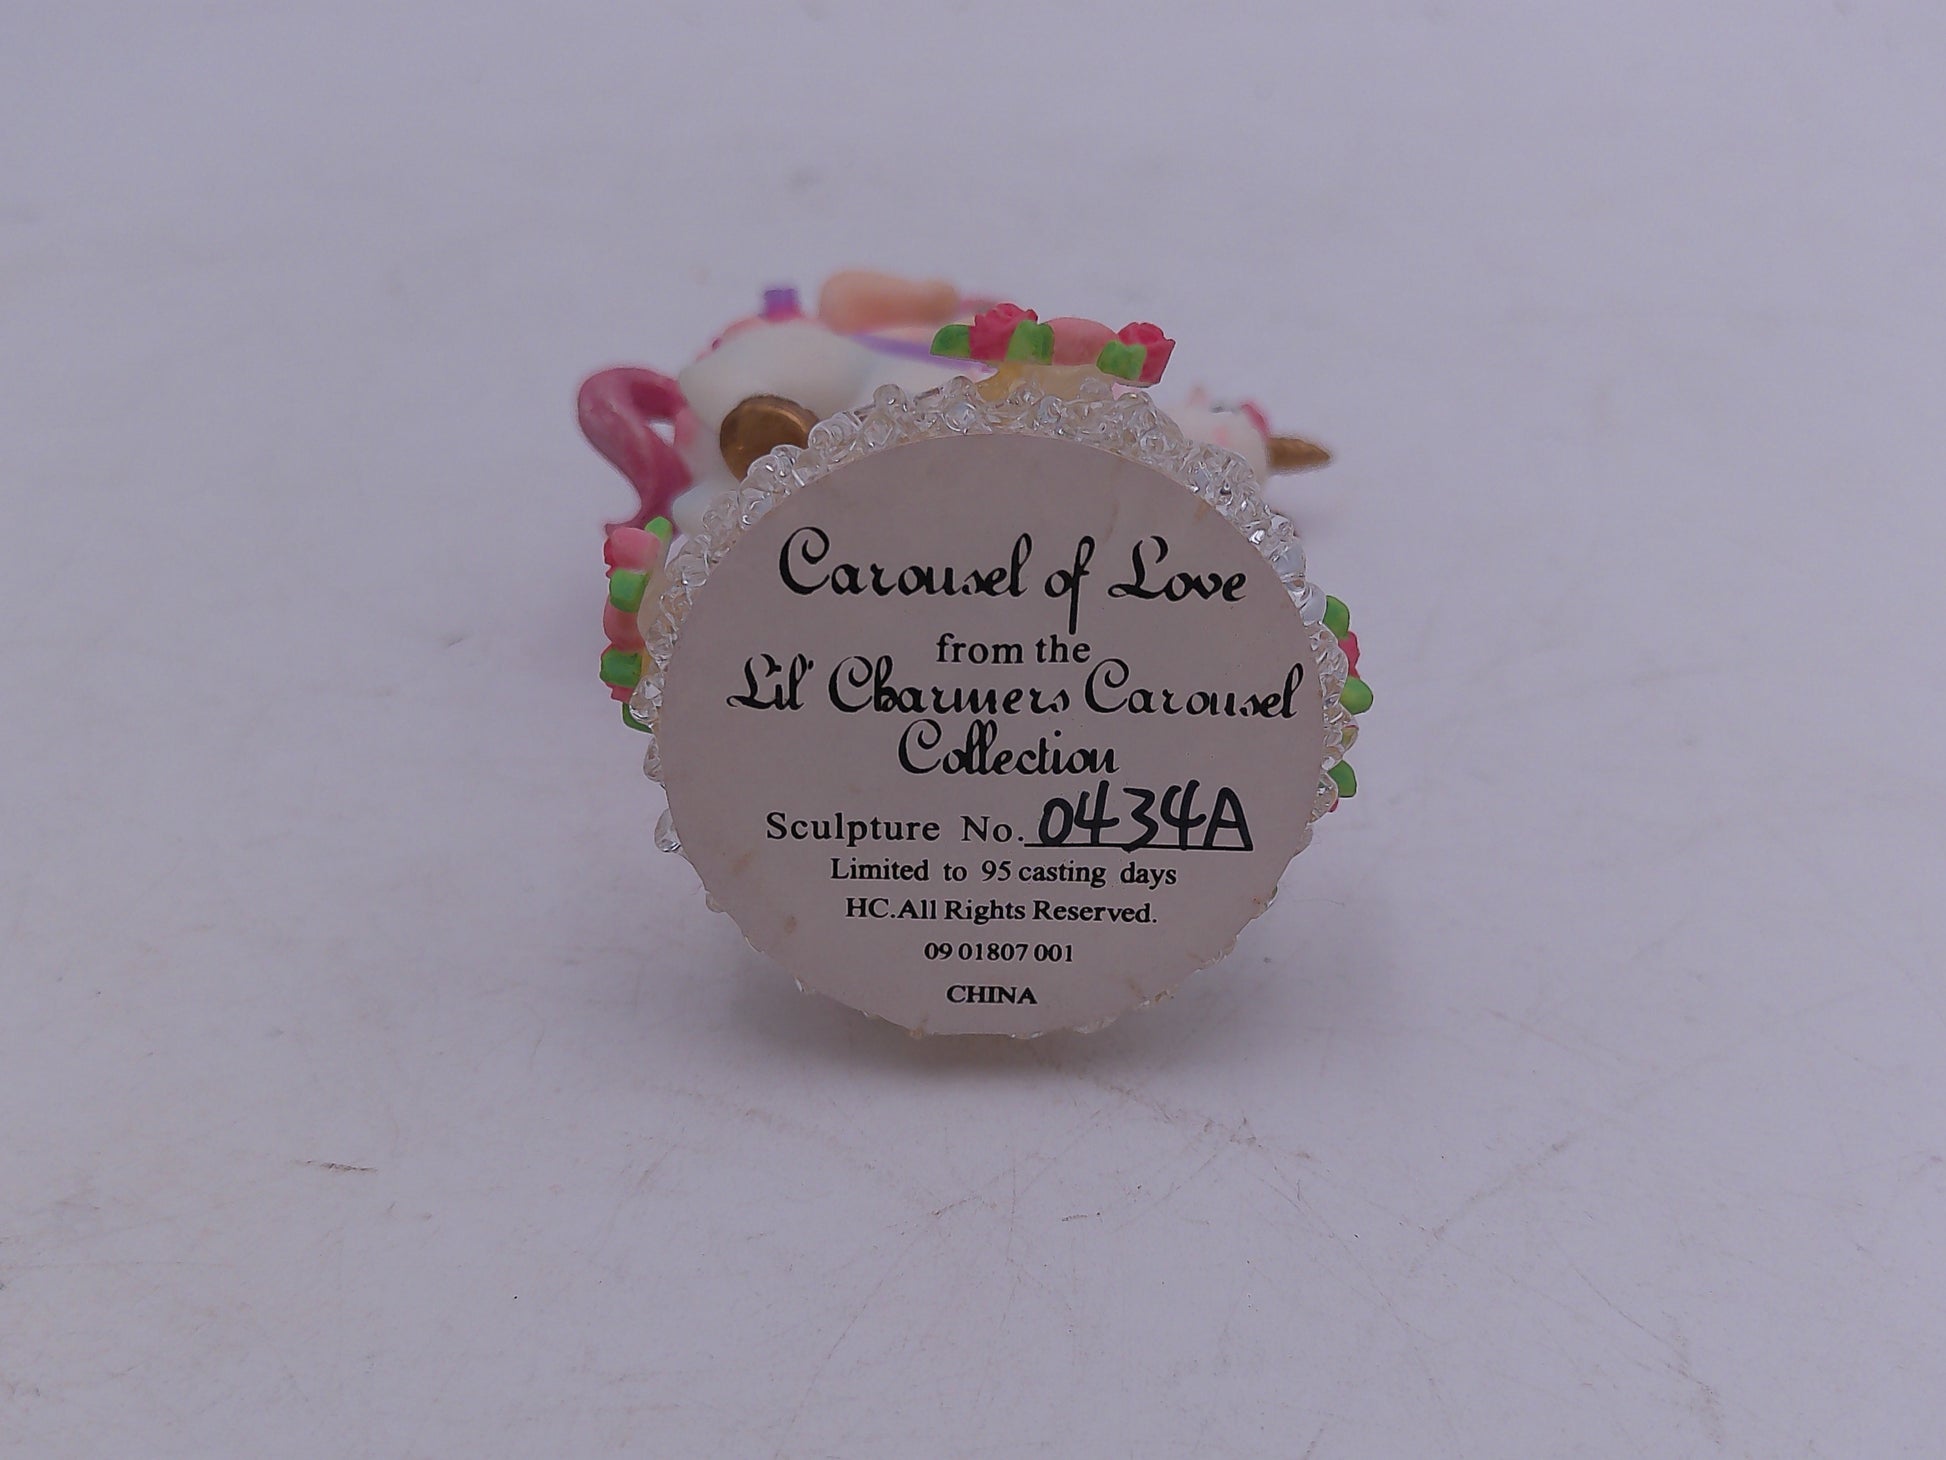 Carousel of Love
from the
Lil' Charmers Carousel
Collection
Sculpture No. 0434A
Limited to 95 casting days
HC.All Rights Reserved.
09 01807 001
CHINA